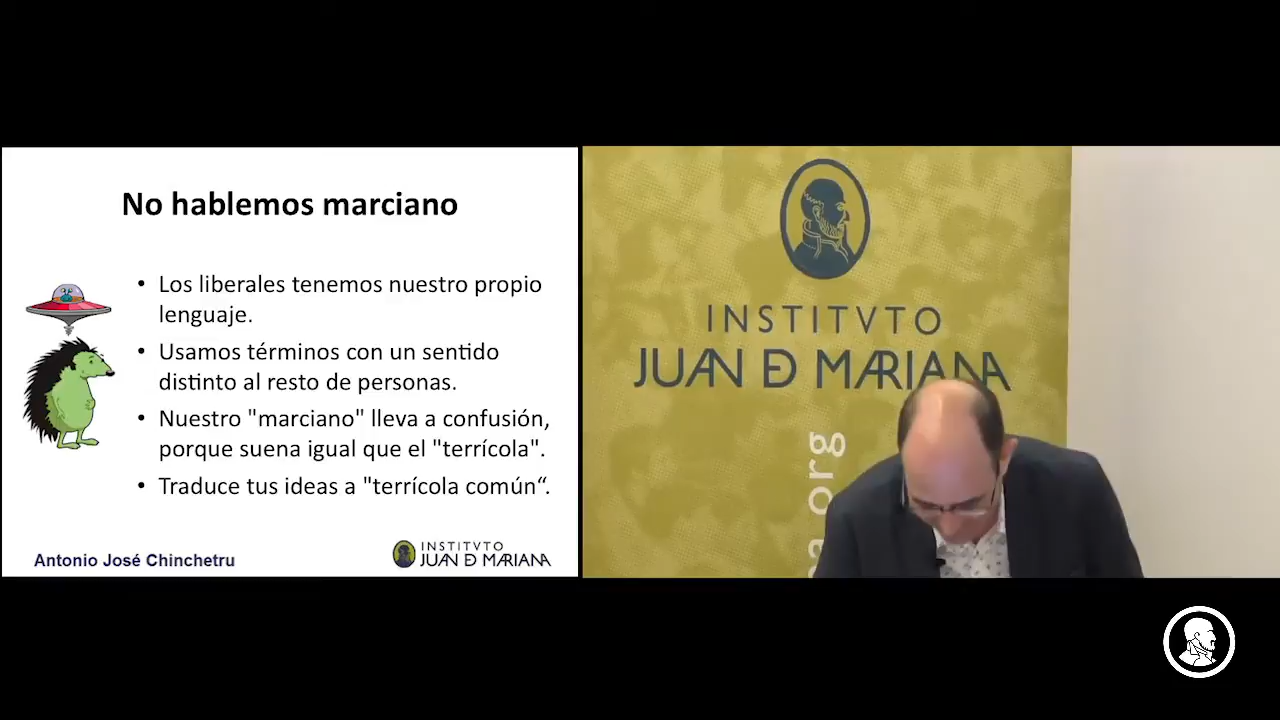 No hablemos marciano
• Los liberales tenemos nuestro propio
lenguaje.
• Usamos términos con un sentido
distinto al resto de personas.
• Nuestro "marciano" lleva a confusión,
porque suena igual que el "terrícola".
• Traduce tus ideas a "terrícola común“.
Antonio José Chinchetru
INSTITVTO
JUAN DE MARIANA
INSTITVTO
JUAN DE MARIANA
a.org